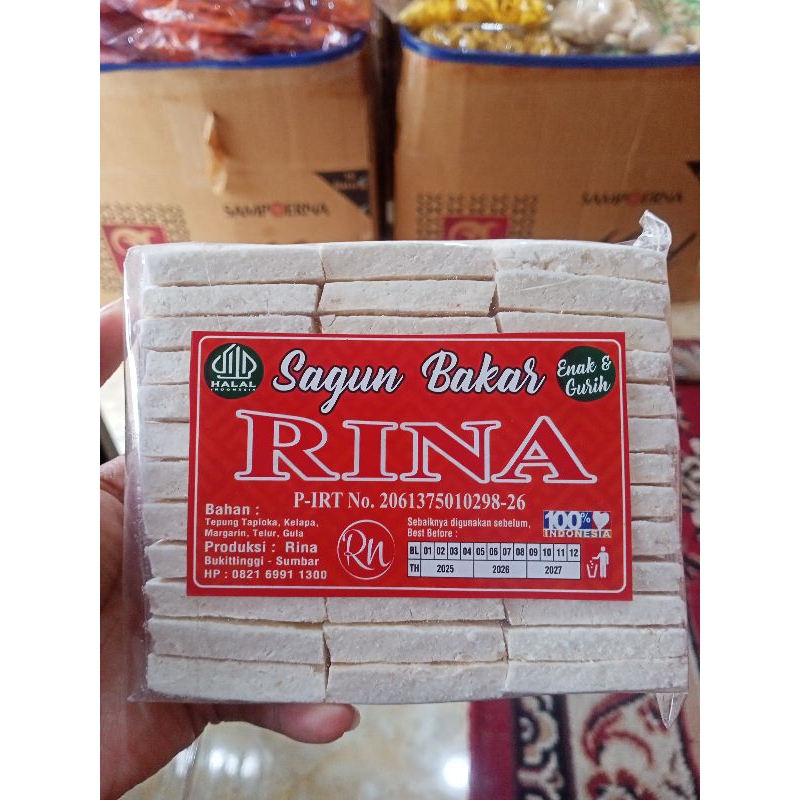 SAMPOERNA
SAMPOERNA
HALAL
INDONESIA
Sagun Bakar
Enak &
Gurih
RINA
P-IRT No. 2061375010298-26
Bahan :
Tepung Tapioka, Kelapa,
Margarin, Telur, Gula
Produksi : Rina
Bukittinggi - Sumbar
HP : 0821 6991 1300
Rn
Sebaiknya digunakan sebelum,
Best Before :
100%
INDONESIA
BL 01 02 03 04 05 06 07 08 09 10 11 12
TH 2025 2026 2027